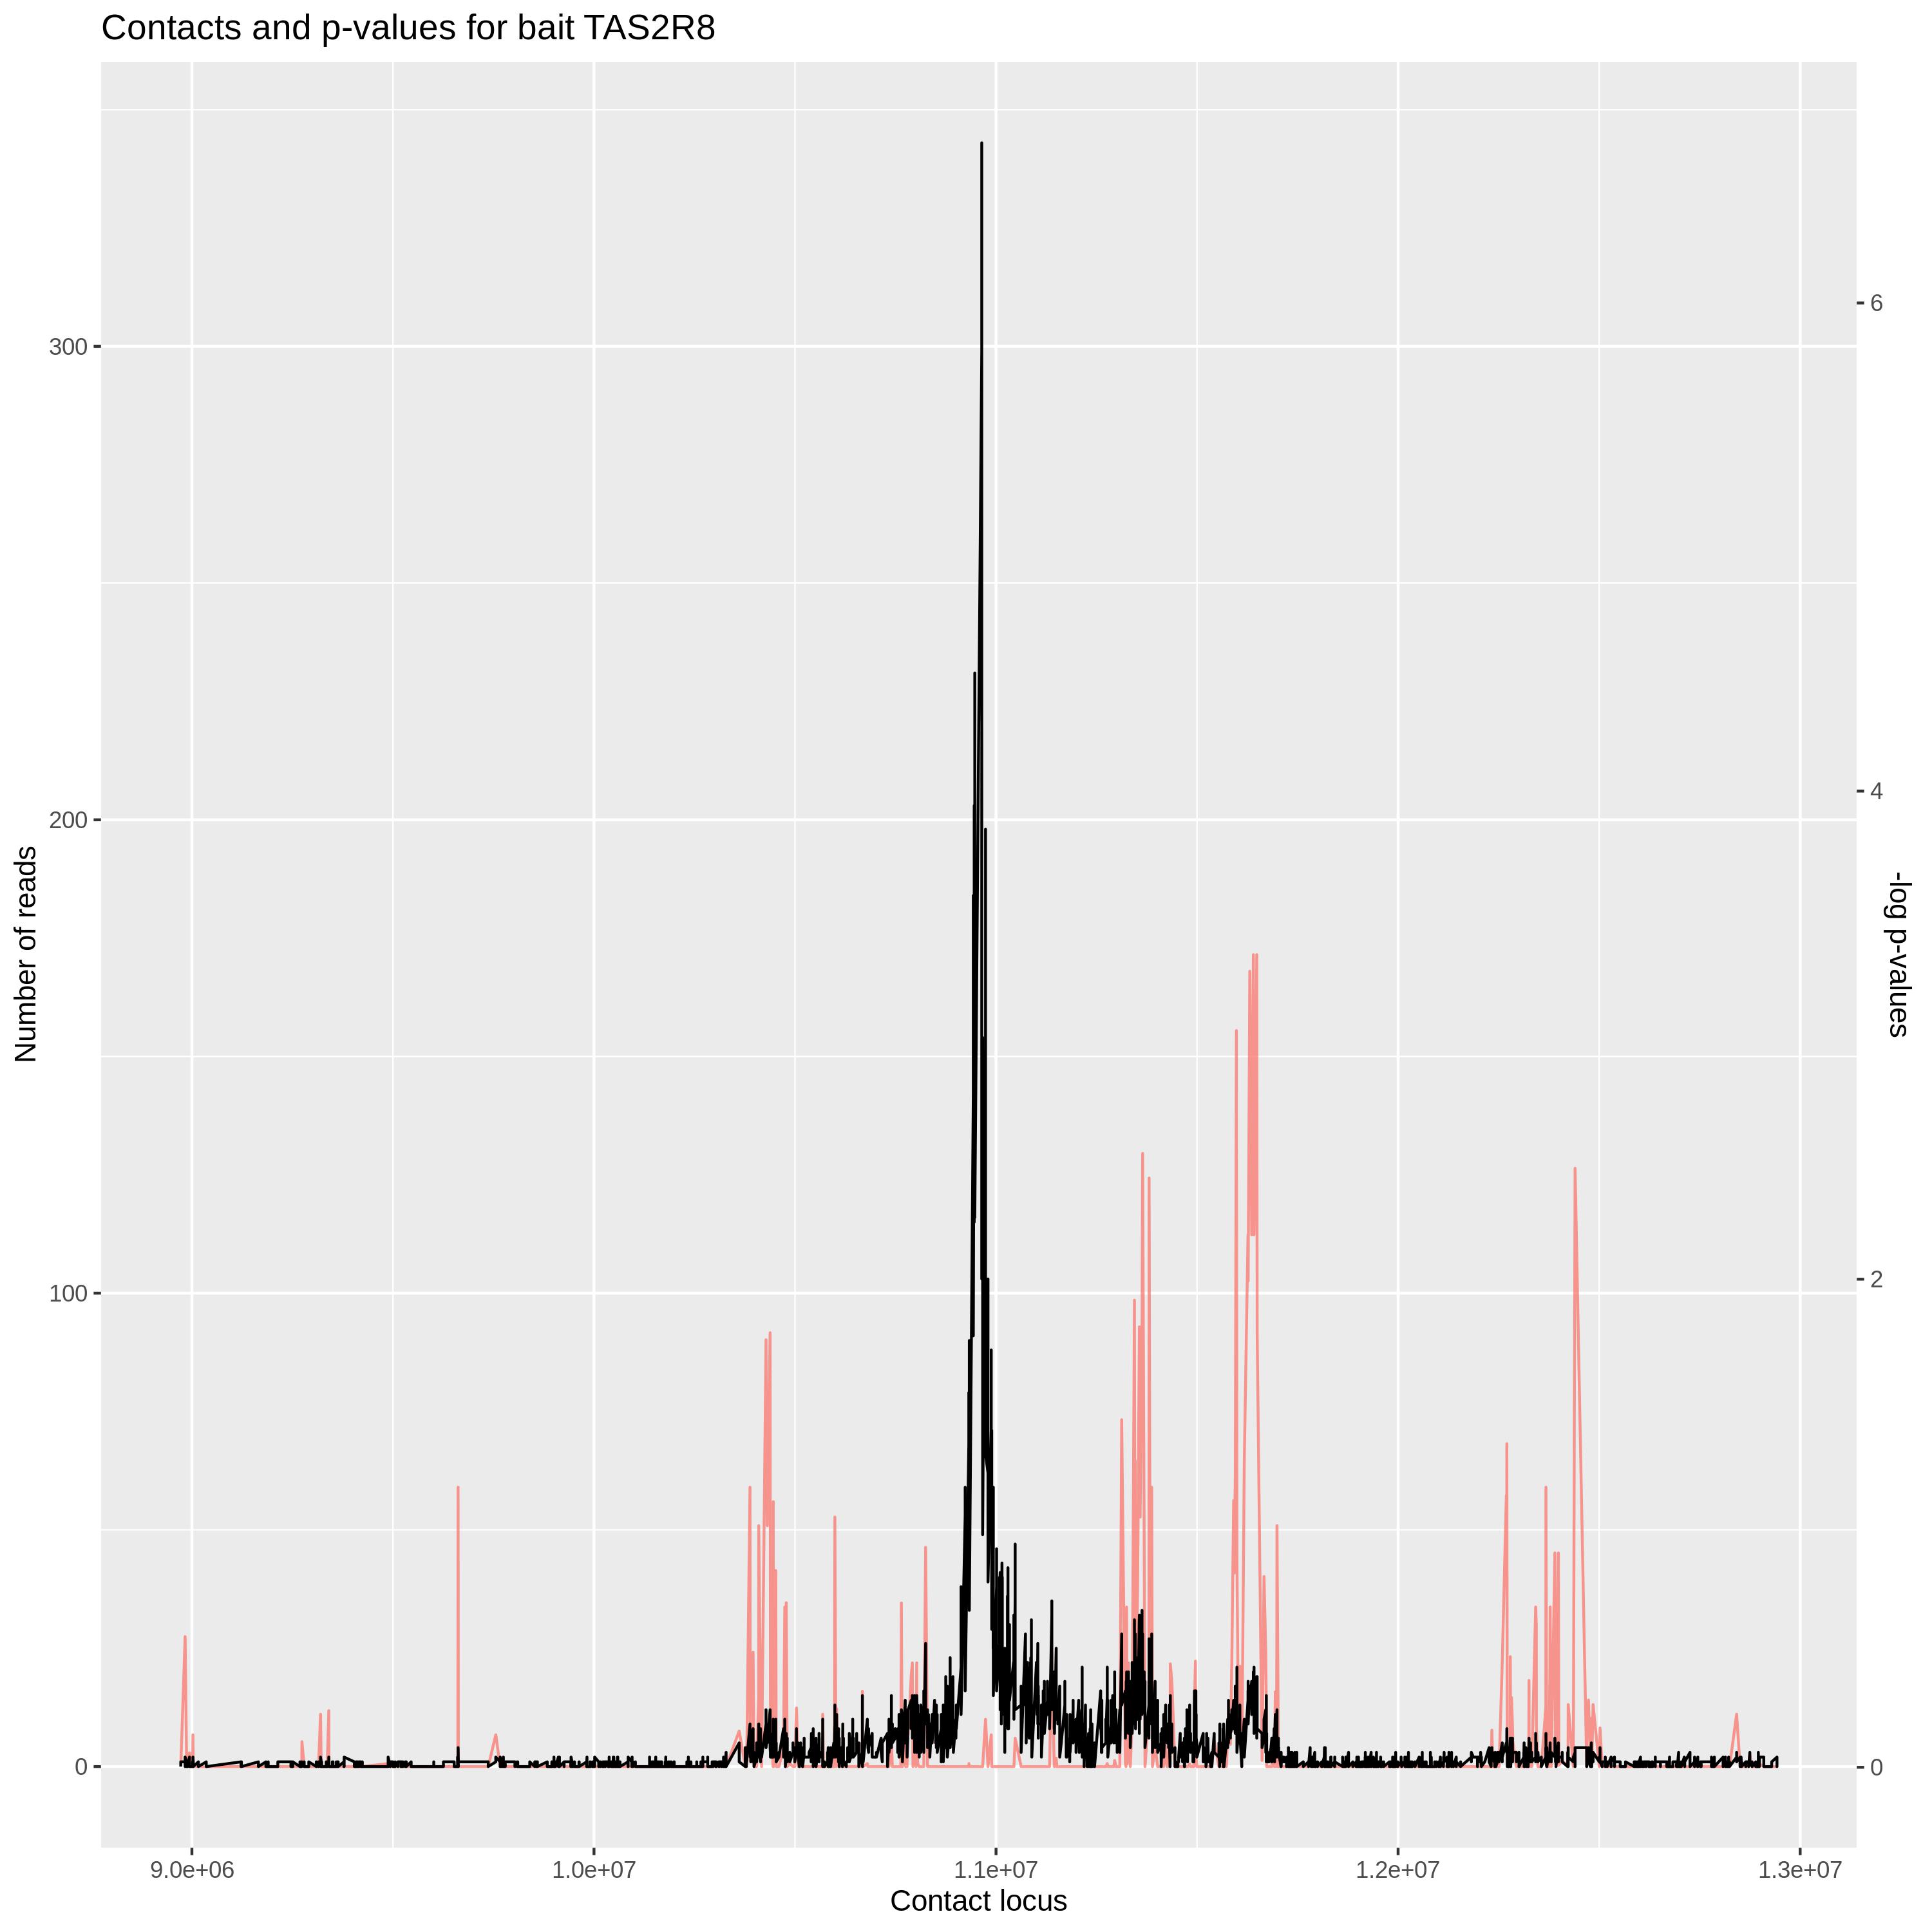 Contacts and p-values for bait TAS2R8
300
200
100
0
Number of reads
6
4
2
0
-log p-values
9.0e+06
1.0e+07
1.1e+07
1.2e+07
1.3e+07
Contact locus